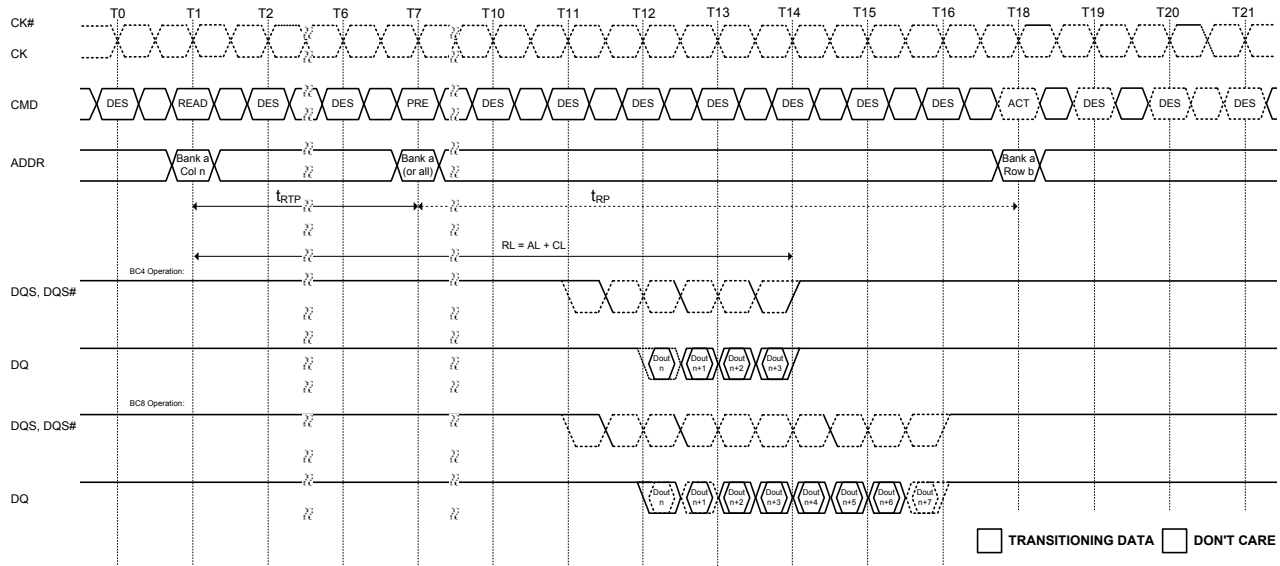 T0 T1 T2 T6 T7 T10 T11 T12 T13 T14 T15 T16 T18 T19 T20 T21
CK#
CK
CMD DES READ DES DES PRE DES DES DES DES DES DES DES ACT DES DES DES
ADDR
Bank a Col n
Bank a (or all)
Bank a Row b
tRTP tRP
RL = AL + CL
BC4 Operation:
DQS, DQS#
DQ
Dout n Dout n+1 Dout n+2 Dout n+3
BC8 Operation:
DQS, DQS#
DQ
Dout n Dout n+1 Dout n+2 Dout n+3 Dout n+4 Dout n+5 Dout n+6 Dout n+7
TRANSITIONING DATA DON'T CARE